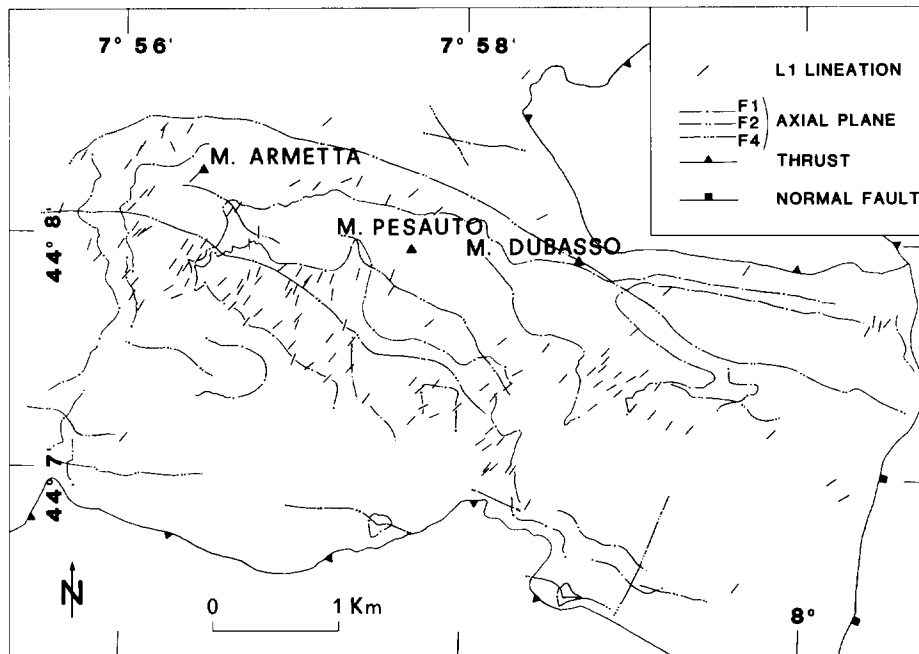 7° 56'
7° 58'
L1 LINEATION
F1
F2
F4
AXIAL PLANE
THRUST
NORMAL FAULT
M. ARMETTA
M. PESAUTO
M. DUBASSO
44° 8'
44° 7'
N
0 1 Km
8°